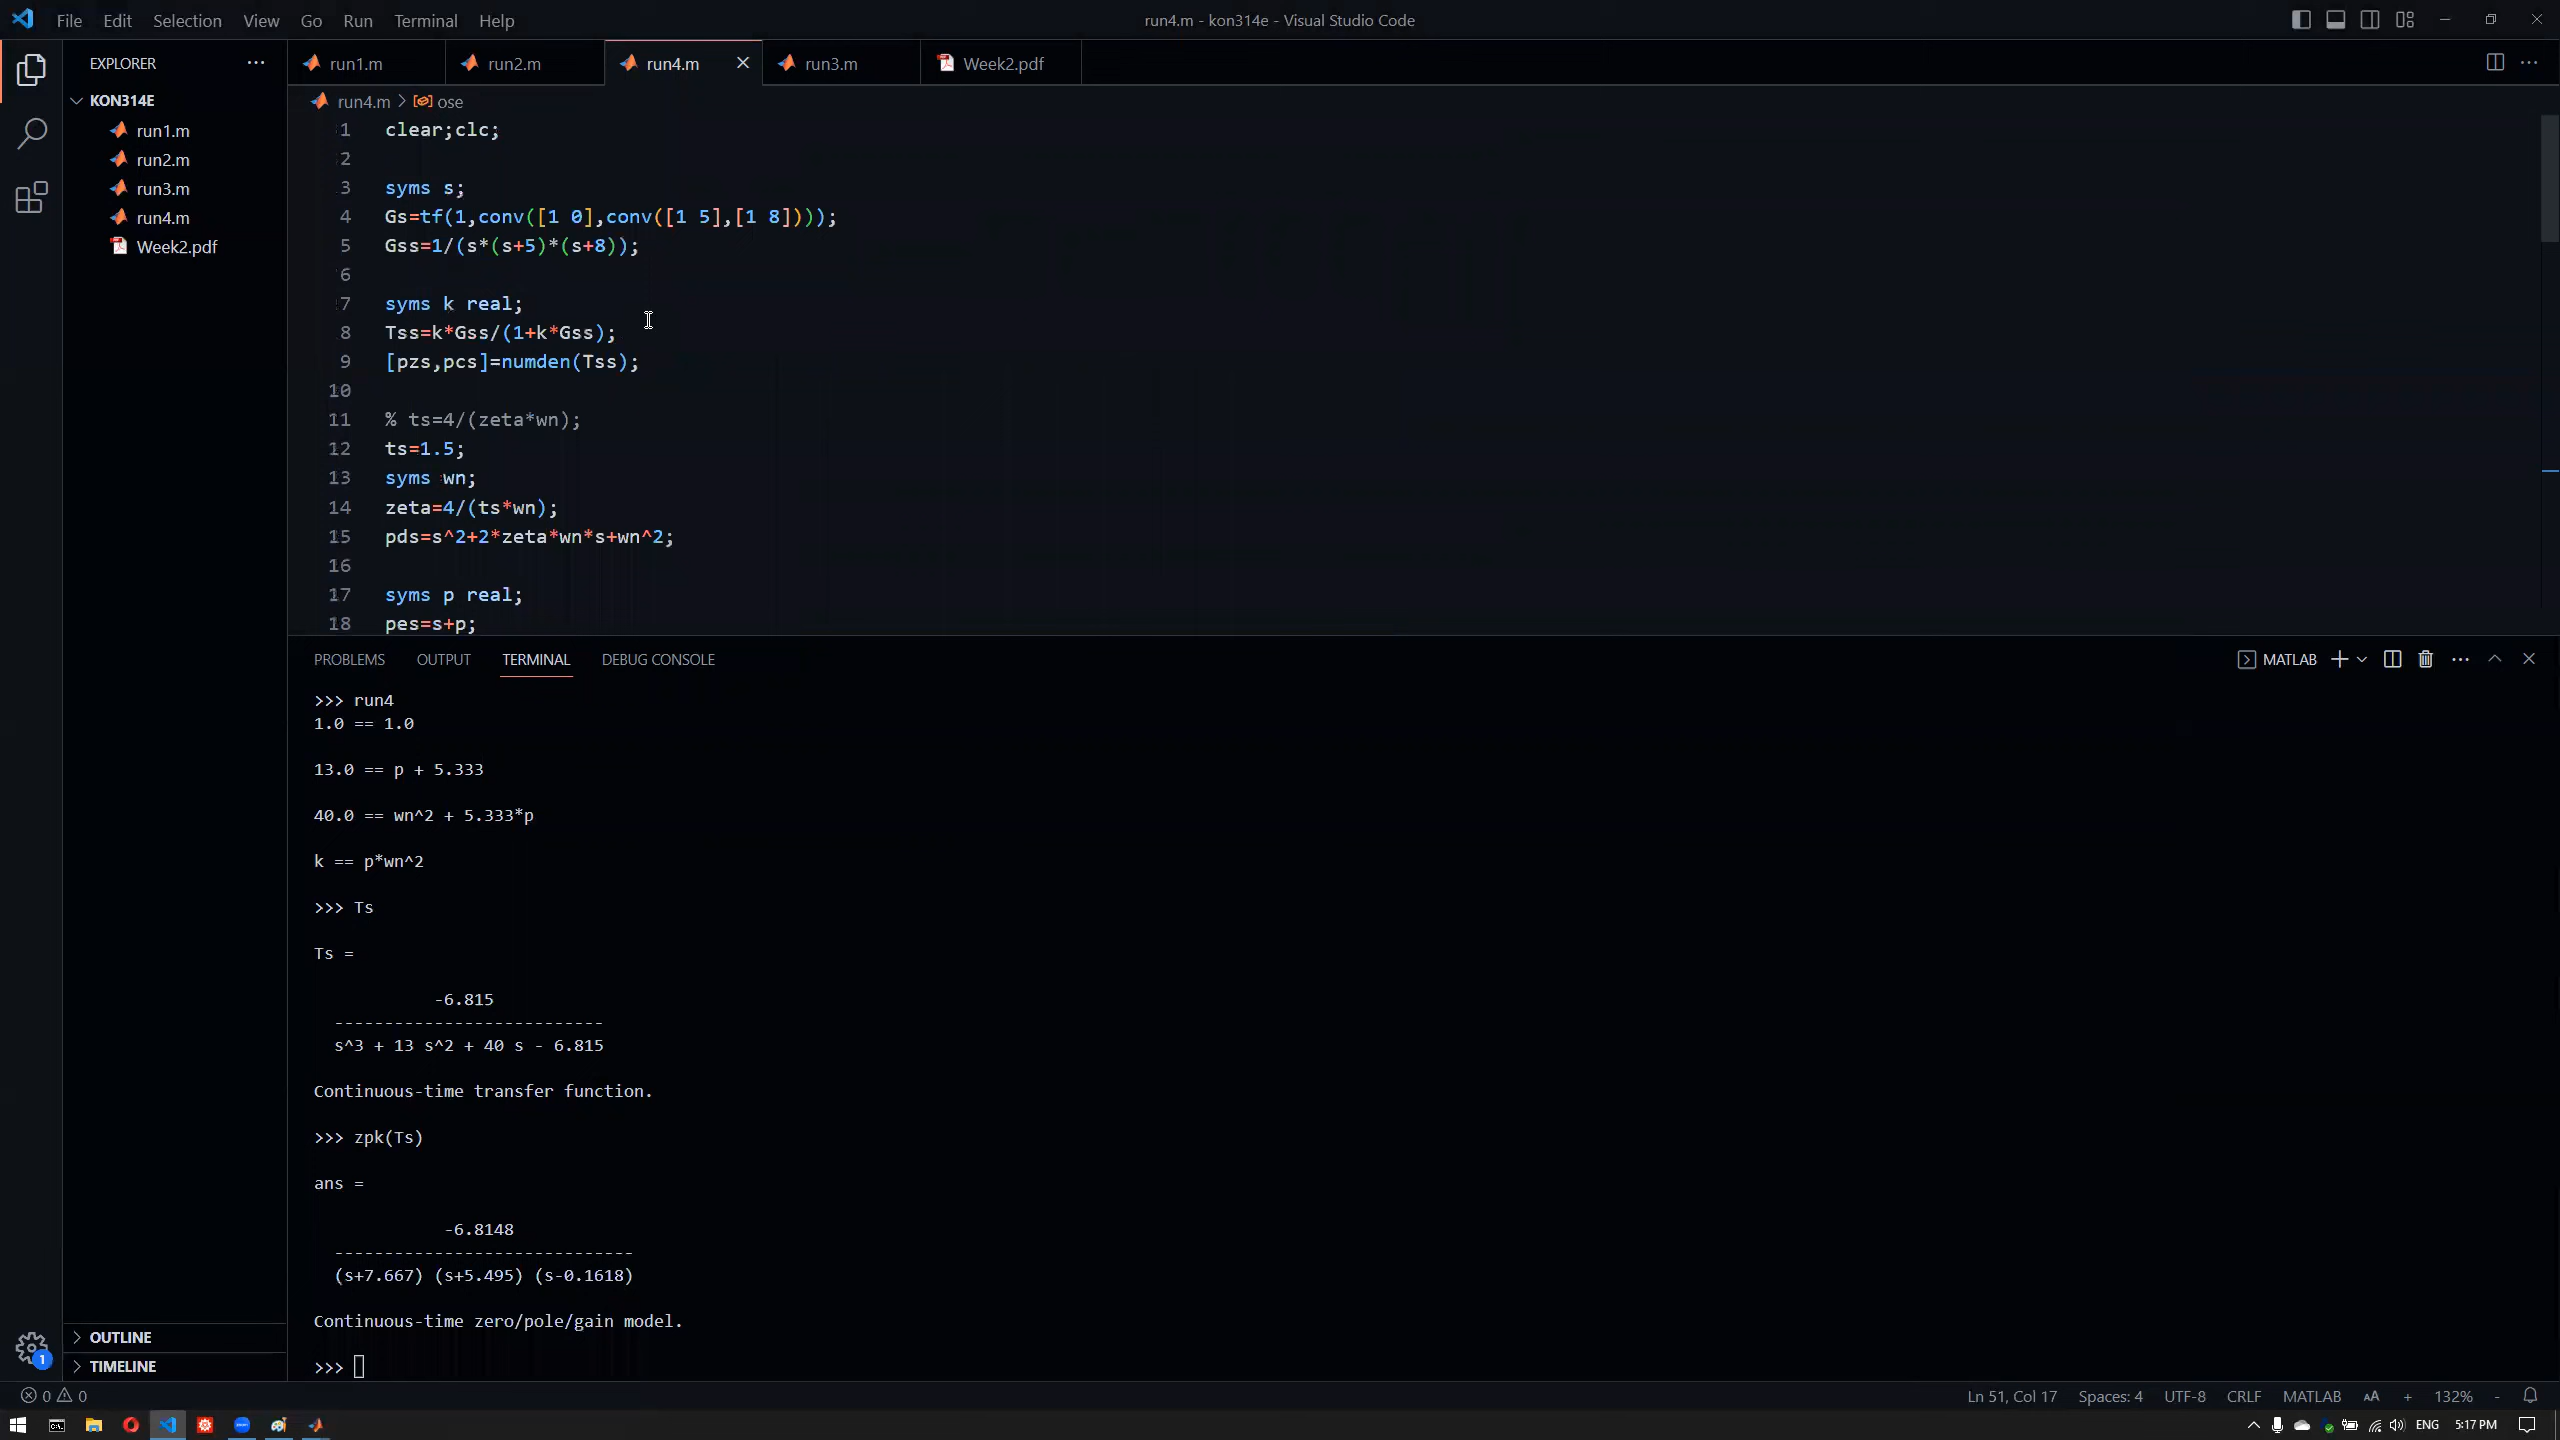 File Edit Selection View Go Run Terminal Help
run4.m - kon314e - Visual Studio Code
EXPLORER
run1.m
run2.m
run4.m
run3.m
Week2.pdf
KON314E
run1.m
run2.m
run3.m
run4.m
Week2.pdf
OUTLINE
TIMELINE
1
run4.m > ose
1 clear;clc;
2
3 syms s;
4 Gs=tf(1,conv([1 0],conv([1 5],[1 8])));
5 Gss=1/(s*(s+5)*(s+8));
6
7 syms k real;
8 Tss=k*Gss/(1+k*Gss);
9 [pzs,pcs]=numden(Tss);
10
11 % ts=4/(zeta*wn);
12 ts=1.5;
13 syms wn;
14 zeta=4/(ts*wn);
15 pds=s^2+2*zeta*wn*s+wn^2;
16
17 syms p real;
18 pes=s+p;
PROBLEMS OUTPUT TERMINAL DEBUG CONSOLE
MATLAB
>>> run4
1.0 == 1.0
13.0 == p + 5.333
40.0 == wn^2 + 5.333*p
k == p*wn^2
>>> Ts
Ts =
-6.815
---------------------------
s^3 + 13 s^2 + 40 s - 6.815
Continuous-time transfer function.
>>> zpk(Ts)
ans =
-6.8148
------------------------------
(s+7.667) (s+5.495) (s-0.1618)
Continuous-time zero/pole/gain model.
>>>
0 0
Ln 51, Col 17 Spaces: 4 UTF-8 CRLF MATLAB AA + 132% -
ENG 5:17 PM